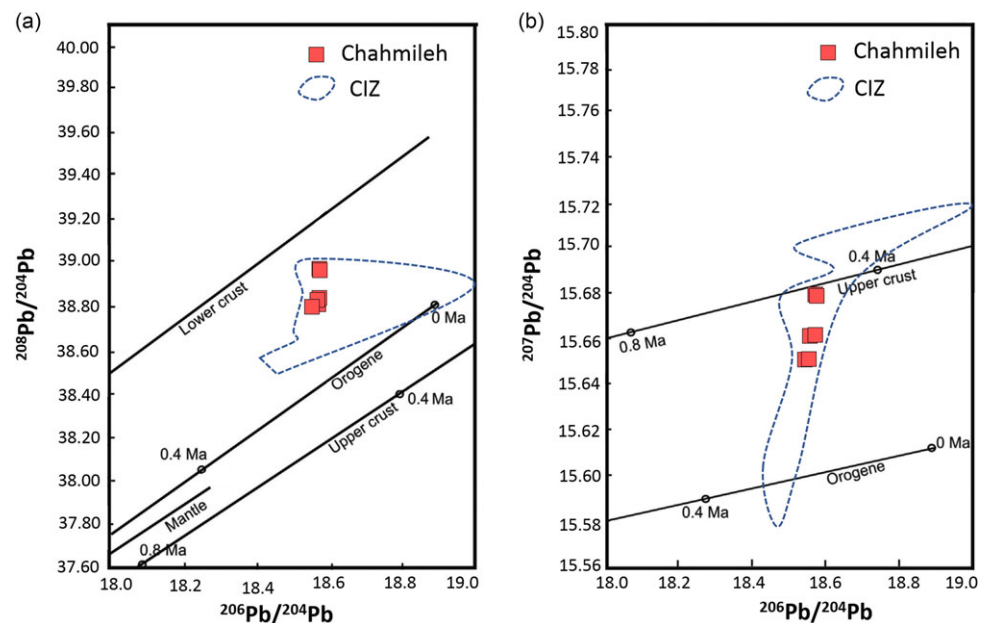 (a)
40.00
39.80
39.60
39.40
39.20
39.00
38.80
38.60
38.40
38.20
38.00
37.80
37.60
²⁰⁸Pb/²⁰⁴Pb
Chahmileh
CIZ
Lower crust
Orogene
0 Ma
Upper crust
0.4 Ma
0.4 Ma
Mantle
0.8 Ma
18.0 18.2 18.4 18.6 18.8 19.0
²⁰⁶Pb/²⁰⁴Pb
(b)
15.80
15.78
15.76
15.74
15.72
15.70
15.68
15.66
15.64
15.62
15.60
15.58
15.56
²⁰⁷Pb/²⁰⁴Pb
Chahmileh
CIZ
0.4 Ma
Upper crust
0.8 Ma
0 Ma
Orogene
0.4 Ma
18.0 18.2 18.4 18.6 18.8 19.0
²⁰⁶Pb/²⁰⁴Pb